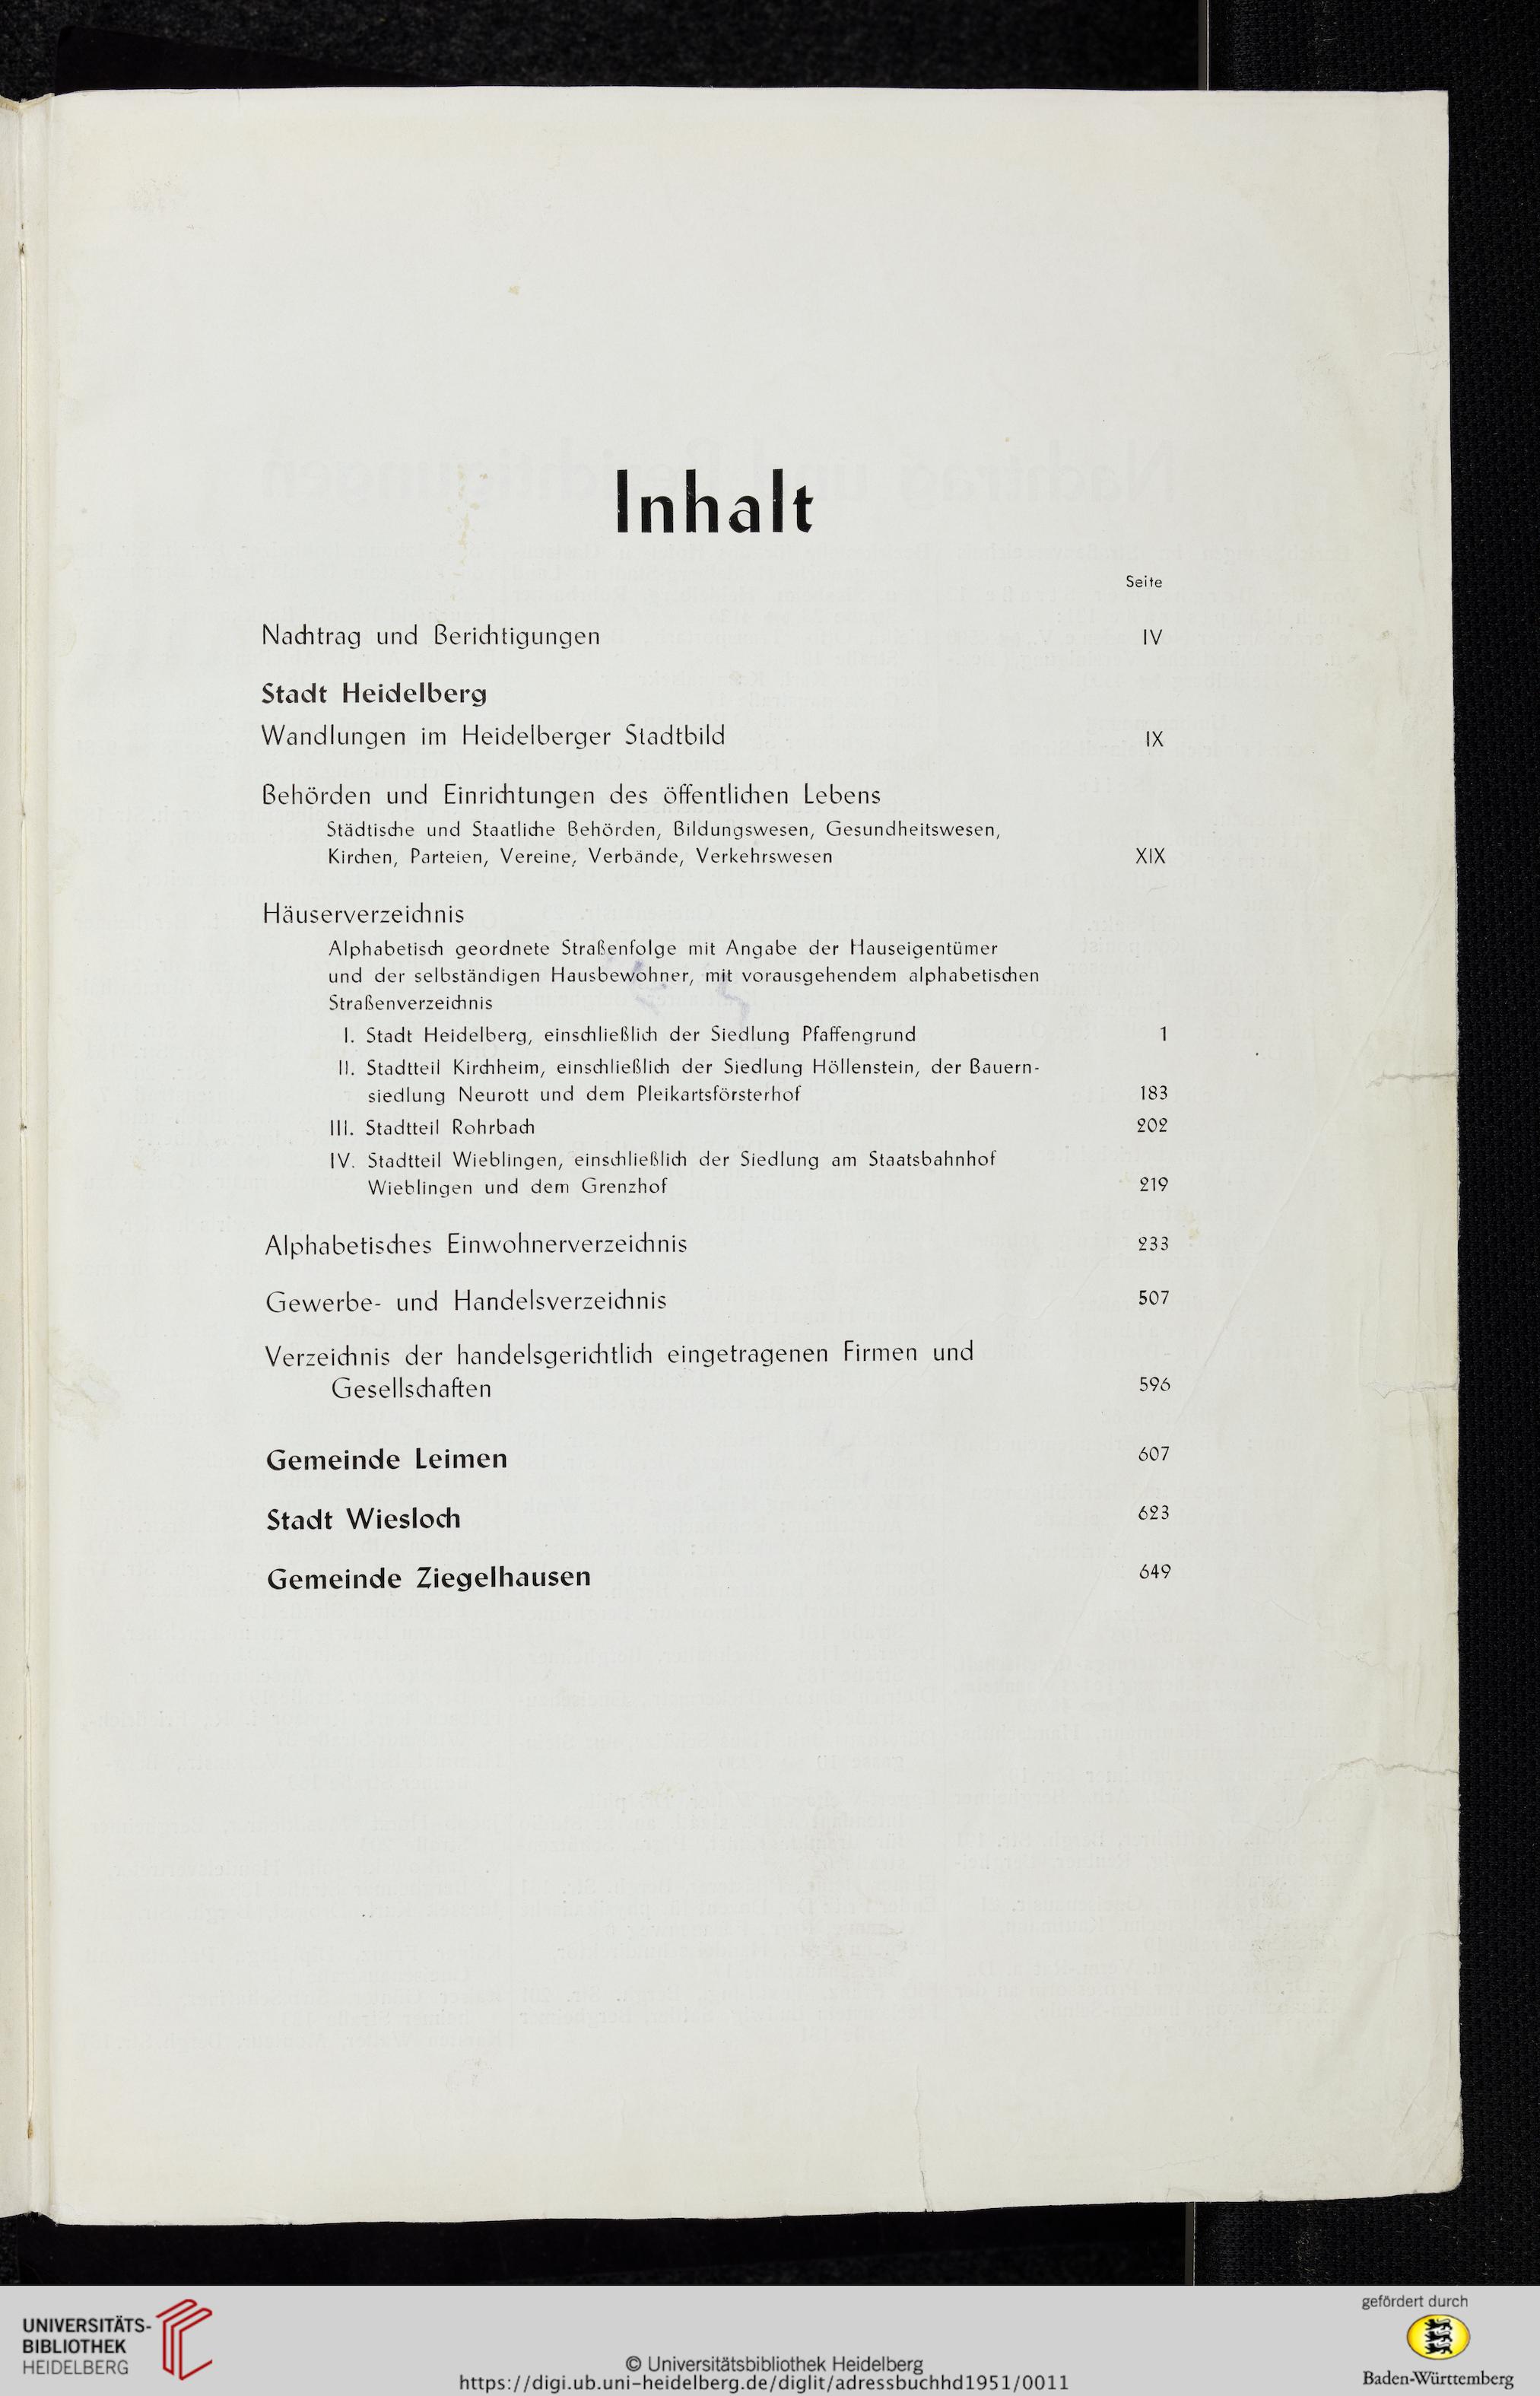 Inhalt
Seite
Nachtrag und Berichtigungen IV
Stadt Heidelberg
Wandlungen im Heidelberger Stadtbild IX
Behörden und Einrichtungen des öffentlichen Lebens
Städtische und Staatliche Behörden, Bildungswesen, Gesundheitswesen,
Kirchen, Parteien, Vereine, Verbände, Verkehrswesen XIX
Häuserverzeichnis
Alphabetisch geordnete Straßenfolge mit Angabe der Hauseigentümer
und der selbständigen Hausbewohner, mit vorausgehendem alphabetischen
Straßenverzeichnis
I. Stadt Heidelberg, einschließlich der Siedlung Pfaffengrund 1
II. Stadtteil Kirchheim, einschließlich der Siedlung Höllenstein, der Bauern-
siedlung Neurott und dem Pleikartsförsterhof 183
III. Stadtteil Rohrbach 202
IV. Stadtteil Wieblingen, einschließlich der Siedlung am Staatsbahnhof
Wieblingen und dem Grenzhof 219
Alphabetisches Einwohnerverzeichnis 233
Gewerbe- und Handelsverzeichnis 507
Verzeichnis der handelsgerichtlich eingetragenen Firmen und
Gesellschaften 596
Gemeinde Leimen 607
Stadt Wiesloch 623
Gemeinde Ziegelhausen 649
UNIVERSITÄTS-
BIBLIOTHEK
HEIDELBERG
© Universitätsbibliothek Heidelberg
https://digi.ub.uni-heidelberg.de/diglit/adressbuchhd1951/0011
gefördert durch
Baden-Württemberg